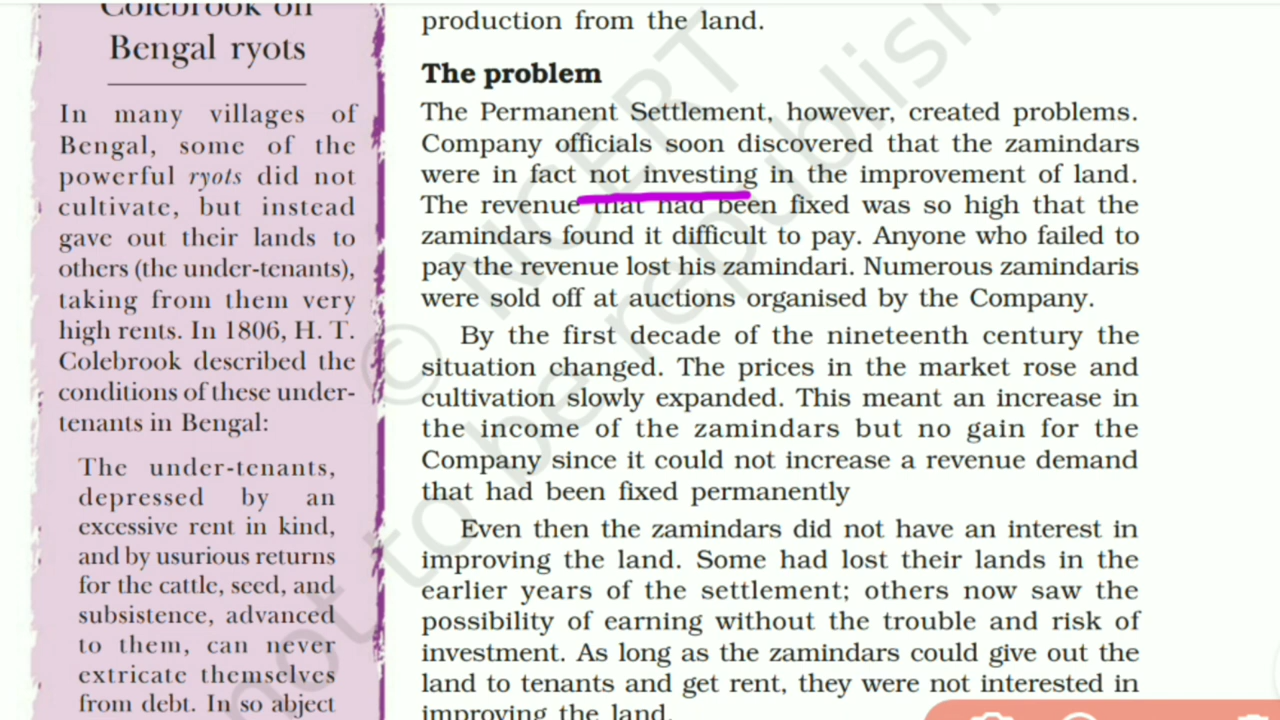 Colebrook on
Bengal ryots
In many villages of
Bengal, some of the
powerful ryots did not
cultivate, but instead
gave out their lands to
others (the under-tenants),
taking from them very
high rents. In 1806, H. T.
Colebrook described the
conditions of these under-
tenants in Bengal:
The under-tenants,
depressed by an
excessive rent in kind,
and by usurious returns
for the cattle, seed, and
subsistence, advanced
to them, can never
extricate themselves
from debt. In so abject
production from the land.
The problem
The Permanent Settlement, however, created problems.
Company officials soon discovered that the zamindars
were in fact not investing in the improvement of land.
The revenue that had been fixed was so high that the
zamindars found it difficult to pay. Anyone who failed to
pay the revenue lost his zamindari. Numerous zamindaris
were sold off at auctions organised by the Company.
By the first decade of the nineteenth century the
situation changed. The prices in the market rose and
cultivation slowly expanded. This meant an increase in
the income of the zamindars but no gain for the
Company since it could not increase a revenue demand
that had been fixed permanently
Even then the zamindars did not have an interest in
improving the land. Some had lost their lands in the
earlier years of the settlement; others now saw the
possibility of earning without the trouble and risk of
investment. As long as the zamindars could give out the
land to tenants and get rent, they were not interested in
improving the land.
© NCERT
not to be republish